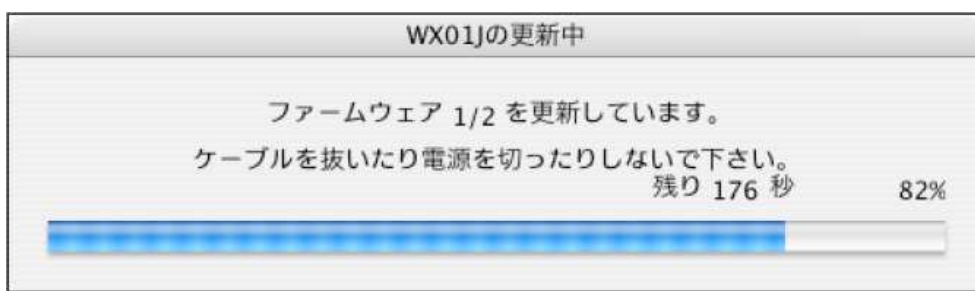 WX01Jの更新中
ファームウェア 1/2 を更新しています。
ケーブルを抜いたり電源を切ったりしないで下さい。
残り 176 秒 82%